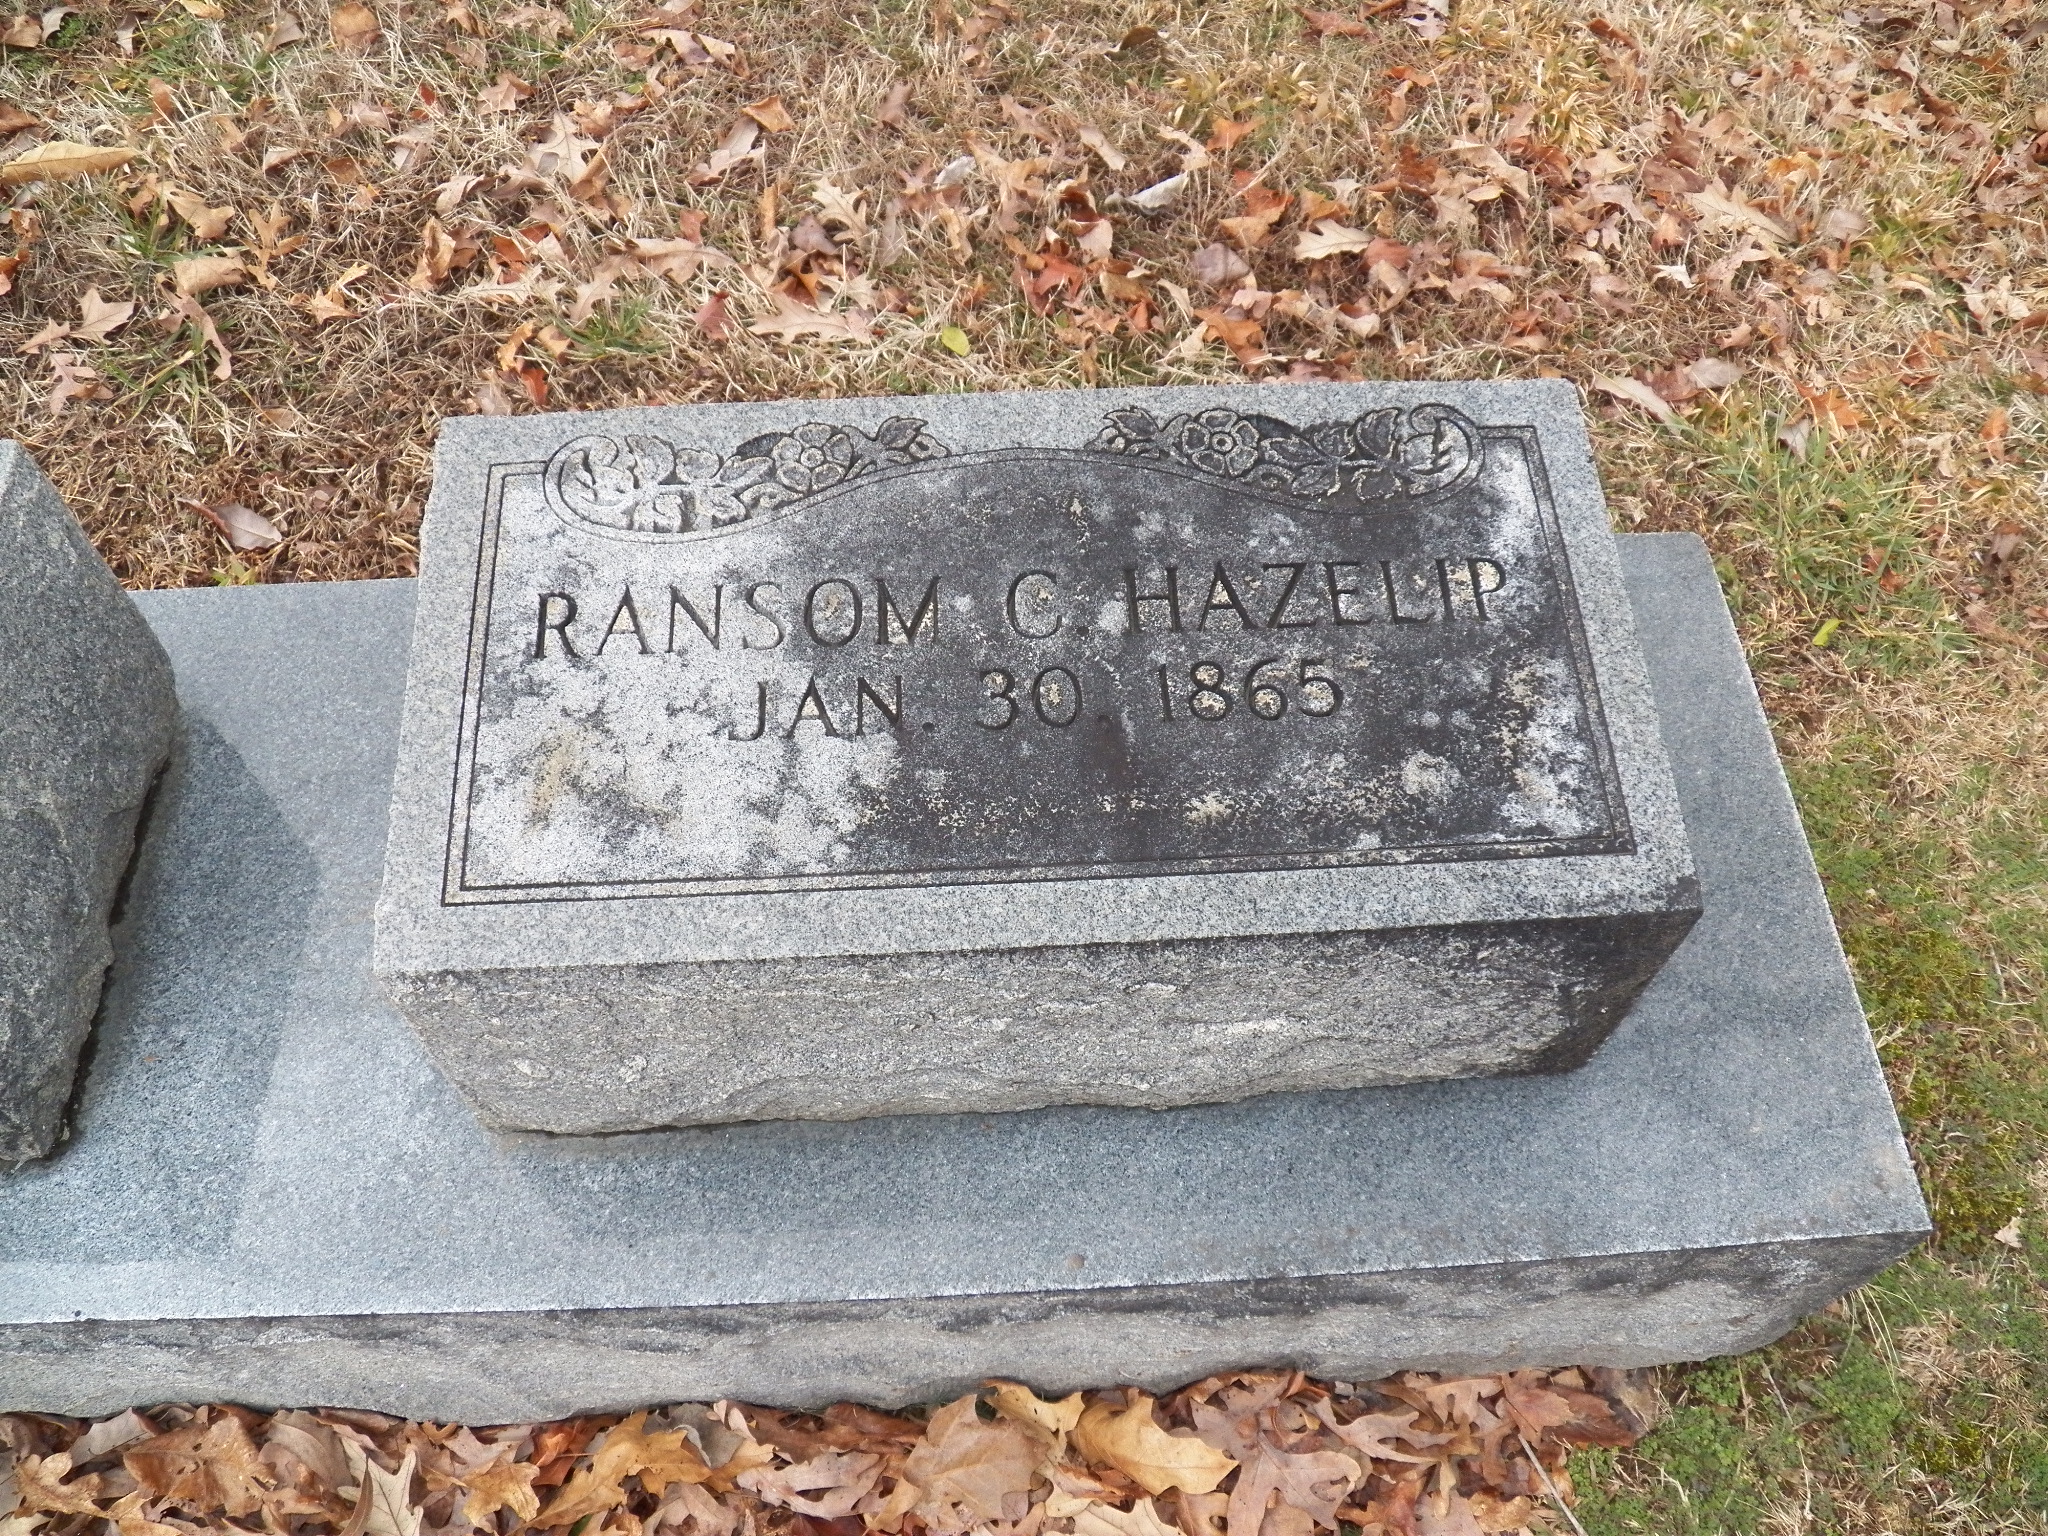 RANSOM C. HAZELIP
JAN. 30. 1865